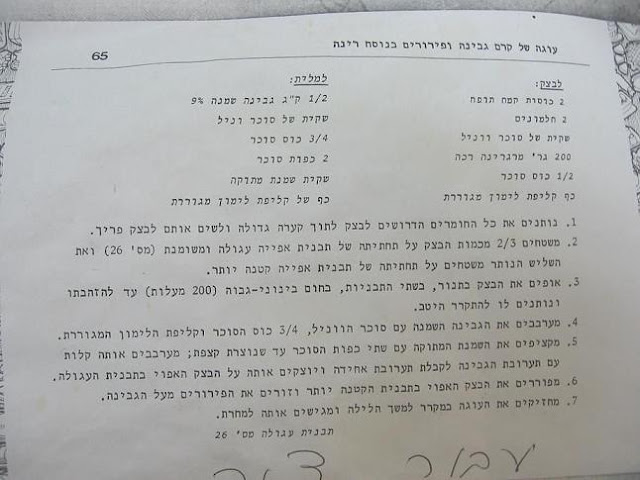 עוגה של קרם גבינה ופירורים בנוסח רינה
65
לבצק:
2 כוסות קמח תופח
2 חלמונים
שקית של סוכר ווניל
200 גר' מרגרינה רכה
1/2 כוס סוכר
כף קליפת לימון מגוררת
למלית:
1/2 ק"ג גבינה שמנה 9%
שקית של סוכר וניל
3/4 כוס סוכר
2 כפות סוכר
שקית שמנת מתוקה
כף של קליפת לימון מגוררת
1. נותנים את כל החומרים הדרושים לבצק לתוך קערה גדולה ולשים אותם לבצק פריך.
2. משטחים 2/3 מכמות הבצק על תחתיתה של תבנית אפייה עגולה ומשומנת (מס' 26) ואת
השליש הנותר משטחים על תחתיתה של תבנית אפייה קטנה יותר.
3. אופים את הבצק בתנור, בשתי התבניות, בחום בינוני-גבוה (200 מעלות) עד להזהבתו
ונותנים לו להתקרר היטב.
4. מערבבים את הגבינה השמנה עם סוכר הווניל, 3/4 כוס הסוכר וקליפת הלימון המגוררת.
5. מקציפים את השמנת המתוקה עם שתי כפות הסוכר עד שנוצרת קצפת; מערבבים אותה קלות
עם תערובת הגבינה לקבלת תערובת אחידה ויוצקים אותה על הבצק האפוי בתבנית העגולה.
6. מפוררים את הבצק האפוי בתבנית הקטנה יותר וזורים את הפירורים מעל הגבינה.
7. מחזיקים את העוגה במקרר למשך הלילה ומגישים אותה למחרת.
תבנית עגולה מס' 26
עבור